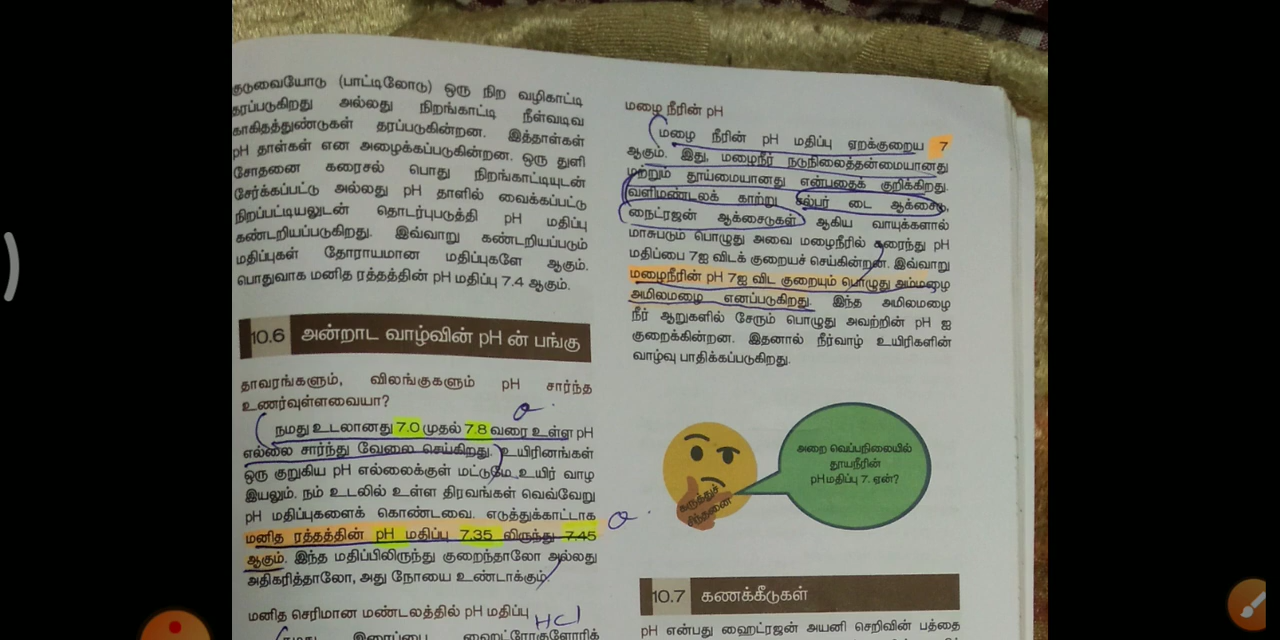 குடுவையோடு (பாட்டிலோடு) ஒரு நிற வழிகாட்டி
தரப்படுகிறது அல்லது நிறங்காட்டி நீள்வடிவ
காகிதத்துண்டுகள் தரப்படுகின்றன. இத்தாள்கள்
pH தாள்கள் என அழைக்கப்படுகின்றன. ஒரு துளி
சோதனை கரைசல் பொது நிறங்காட்டியுடன்
சேர்க்கப்பட்டு அல்லது pH தாளில் வைக்கப்பட்டு
நிறப்பட்டியலுடன் தொடர்புபடுத்தி pH மதிப்பு
கண்டறியப்படுகிறது. இவ்வாறு கண்டறியப்படும்
மதிப்புகள் தோராயமான மதிப்புகளே ஆகும்.
பொதுவாக மனித ரத்தத்தின் pH மதிப்பு 7.4 ஆகும்.
10.6 அன்றாட வாழ்வின் pH ன் பங்கு
தாவரங்களும், விலங்குகளும் pH சார்ந்த
உணர்வுள்ளவையா?
நமது உடலானது 7.0 முதல் 7.8 வரை உள்ள pH
எல்லை சார்ந்து வேலை செய்கிறது. உயிரினங்கள்
ஒரு குறுகிய pH எல்லைக்குள் மட்டுமே உயிர் வாழ
இயலும். நம் உடலில் உள்ள திரவங்கள் வெவ்வேறு
pH மதிப்புகளைக் கொண்டவை. எடுத்துக்காட்டாக
மனித ரத்தத்தின் pH மதிப்பு 7.35 லிருந்து 7.45
ஆகும். இந்த மதிப்பிலிருந்து குறைந்தாலோ அல்லது
அதிகரித்தாலோ, அது நோயை உண்டாக்கும்.
மனித செரிமான மண்டலத்தில் pH மதிப்பு HCl
நமது இரைப்பை ஹைட்ரோகுளோரிக்
மழை நீரின் pH
மழை நீரின் pH மதிப்பு ஏறக்குறைய 7
ஆகும். இது, மழைநீர் நடுநிலைத்தன்மையானது
மற்றும் தூய்மையானது என்பதைக் குறிக்கிறது.
வளிமண்டலக் காற்று சல்பர் டை ஆக்சைடு,
நைட்ரஜன் ஆக்சைடுகள் ஆகிய வாயுக்களால்
மாசுபடும் பொழுது அவை மழைநீரில் கரைந்து pH
மதிப்பை 7ஐ விடக் குறையச் செய்கின்றன. இவ்வாறு
மழைநீரின் pH 7ஐ விட குறையும் பொழுது அம்மழை
அமிலமழை எனப்படுகிறது. இந்த அமிலமழை
நீர் ஆறுகளில் சேரும் பொழுது அவற்றின் pH ஐ
குறைக்கின்றன. இதனால் நீர்வாழ் உயிரிகளின்
வாழ்வு பாதிக்கப்படுகிறது.
அறை வெப்பநிலையில்
தூயநீரின்
pHமதிப்பு 7. ஏன்?
கருத்துச்
சிந்தனை
10.7 கணக்கீடுகள்
pH என்பது ஹைட்ரஜன் அயனி செறிவின் பத்தை